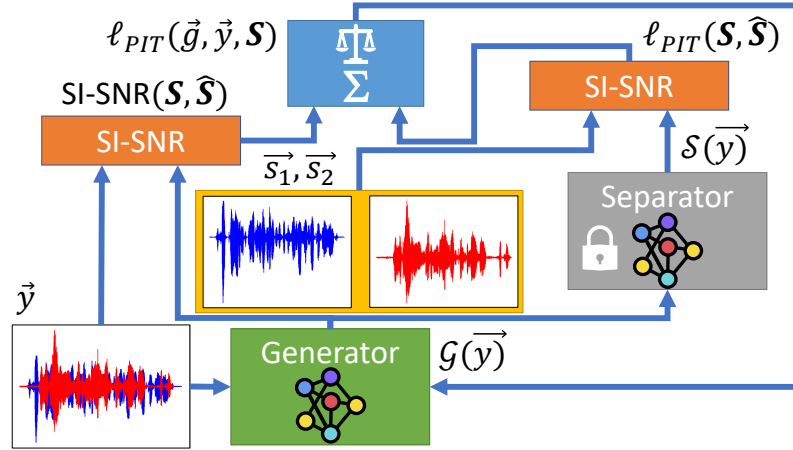 ℓ_PIT(g⃗, y⃗, S)
Σ
ℓ_PIT(S, Ŝ)
SI-SNR(S, Ŝ)
SI-SNR
SI-SNR
s₁⃗, s₂⃗
𝒮(y⃗)
Separator
y⃗
Generator
𝒢(y⃗)